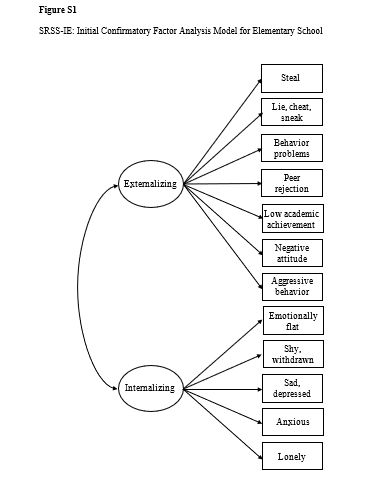 Figure S1
SRSS-IE: Initial Confirmatory Factor Analysis Model for Elementary School
Steal
Lie, cheat,
sneak
Behavior
problems
Externalizing
Peer
rejection
Low academic
achievement
Negative
attitude
Aggressive
behavior
Emotionally
flat
Shy,
withdrawn
Internalizing
Sad,
depressed
Anxious
Lonely